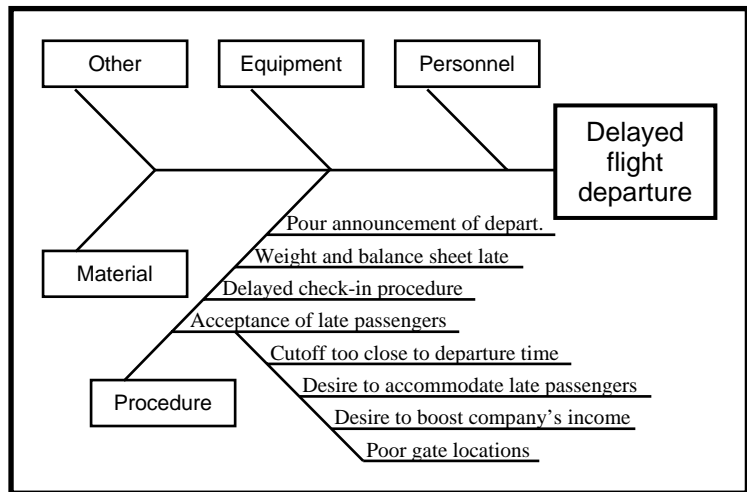 Other
Equipment
Personnel
Delayed
flight
departure
Pour announcement of depart.
Weight and balance sheet late
Delayed check-in procedure
Acceptance of late passengers
Material
Cutoff too close to departure time
Desire to accommodate late passengers
Desire to boost company’s income
Poor gate locations
Procedure